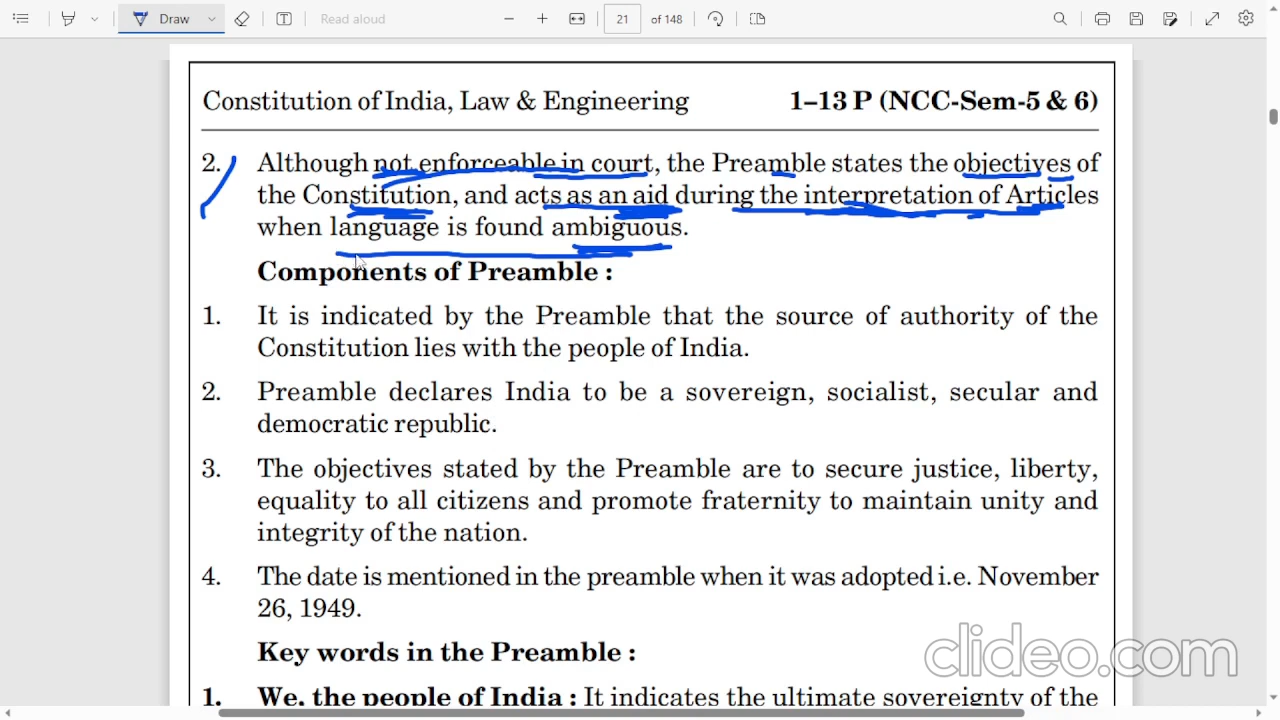 Draw
Read aloud
21 of 148
Constitution of India, Law & Engineering 1–13 P (NCC-Sem-5 & 6)
2. Although not enforceable in court, the Preamble states the objectives of
the Constitution, and acts as an aid during the interpretation of Articles
when language is found ambiguous.
Components of Preamble :
1. It is indicated by the Preamble that the source of authority of the
Constitution lies with the people of India.
2. Preamble declares India to be a sovereign, socialist, secular and
democratic republic.
3. The objectives stated by the Preamble are to secure justice, liberty,
equality to all citizens and promote fraternity to maintain unity and
integrity of the nation.
4. The date is mentioned in the preamble when it was adopted i.e. November
26, 1949.
clideo.com
Key words in the Preamble :
1. We, the people of India : It indicates the ultimate sovereignty of the